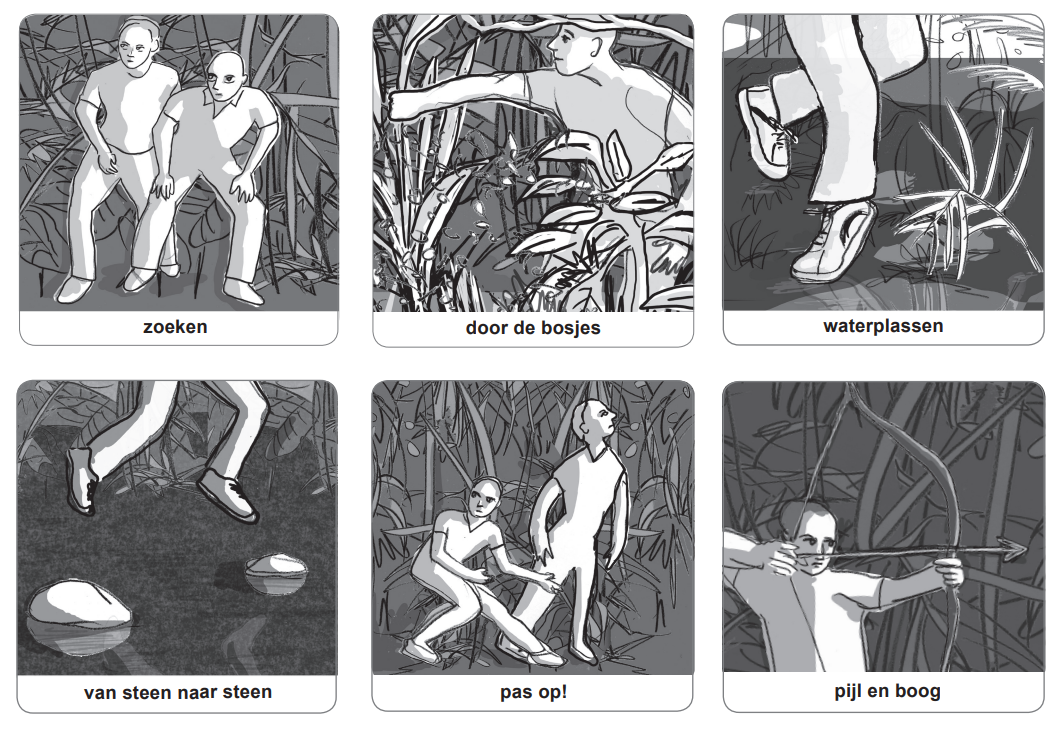 zoeken
door de bosjes
waterplassen
van steen naar steen
pas op!
pijl en boog